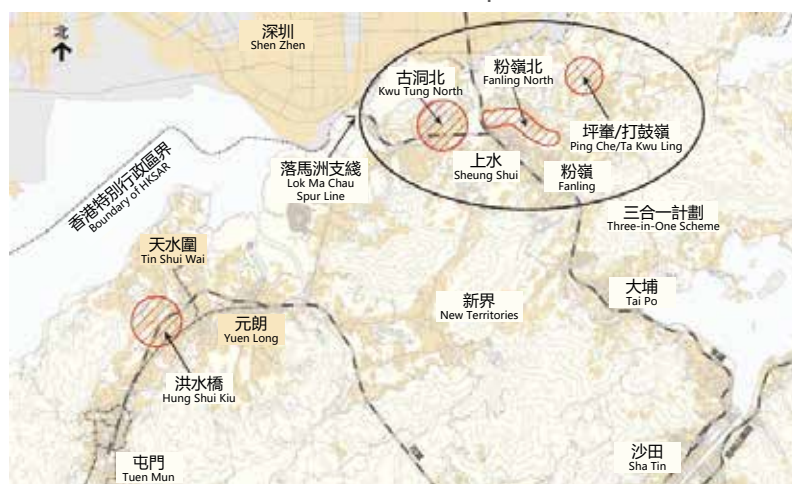 北
深圳
Shen Zhen
古洞北
Kwu Tung North
粉嶺北
Fanling North
坪輋/打鼓嶺
Ping Che/Ta Kwu Ling
落馬洲支綫
Lok Ma Chau
Spur Line
上水
Sheung Shui
粉嶺
Fanling
香港特別行政區界
Boundary of HKSAR
三合一計劃
Three-in-One Scheme
天水圍
Tin Shui Wai
大埔
Tai Po
新界
New Territories
元朗
Yuen Long
洪水橋
Hung Shui Kiu
屯門
Tuen Mun
沙田
Sha Tin